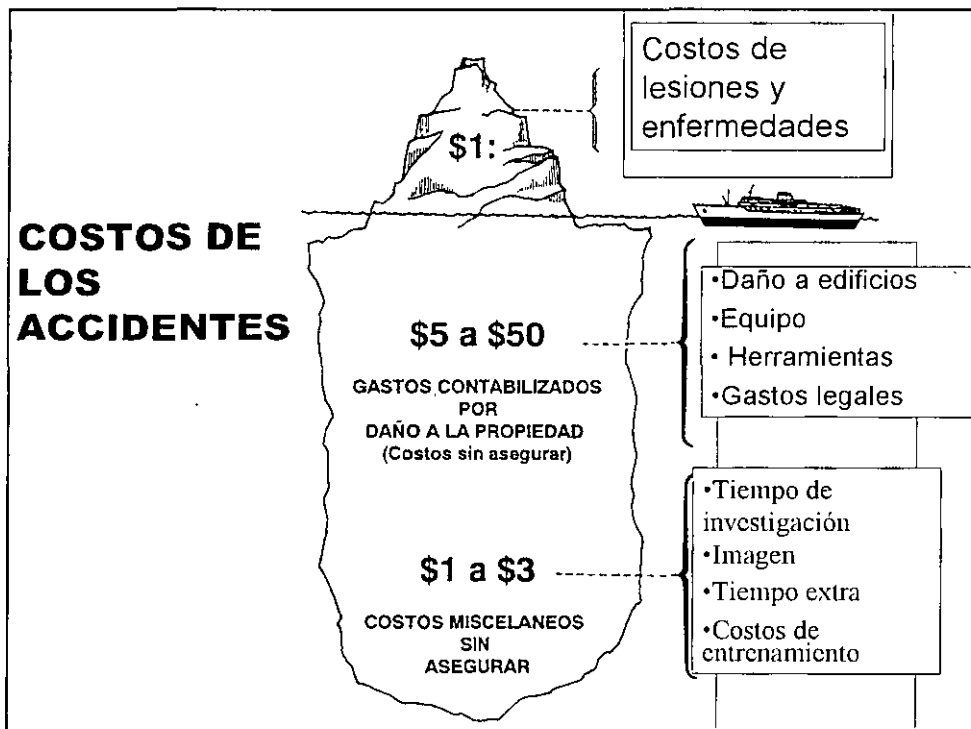 Costos de
lesiones y
enfermedades
$1:
COSTOS DE
LOS
ACCIDENTES
$5 a $50
GASTOS CONTABILIZADOS
POR
DAÑO A LA PROPIEDAD
(Costos sin asegurar)
•Daño a edificios
•Equipo
• Herramientas
•Gastos legales
$1 a $3
COSTOS MISCELANEOS
SIN
ASEGURAR
•Tiempo de
investigación
•Imagen
•Tiempo extra
•Costos de
entrenamiento